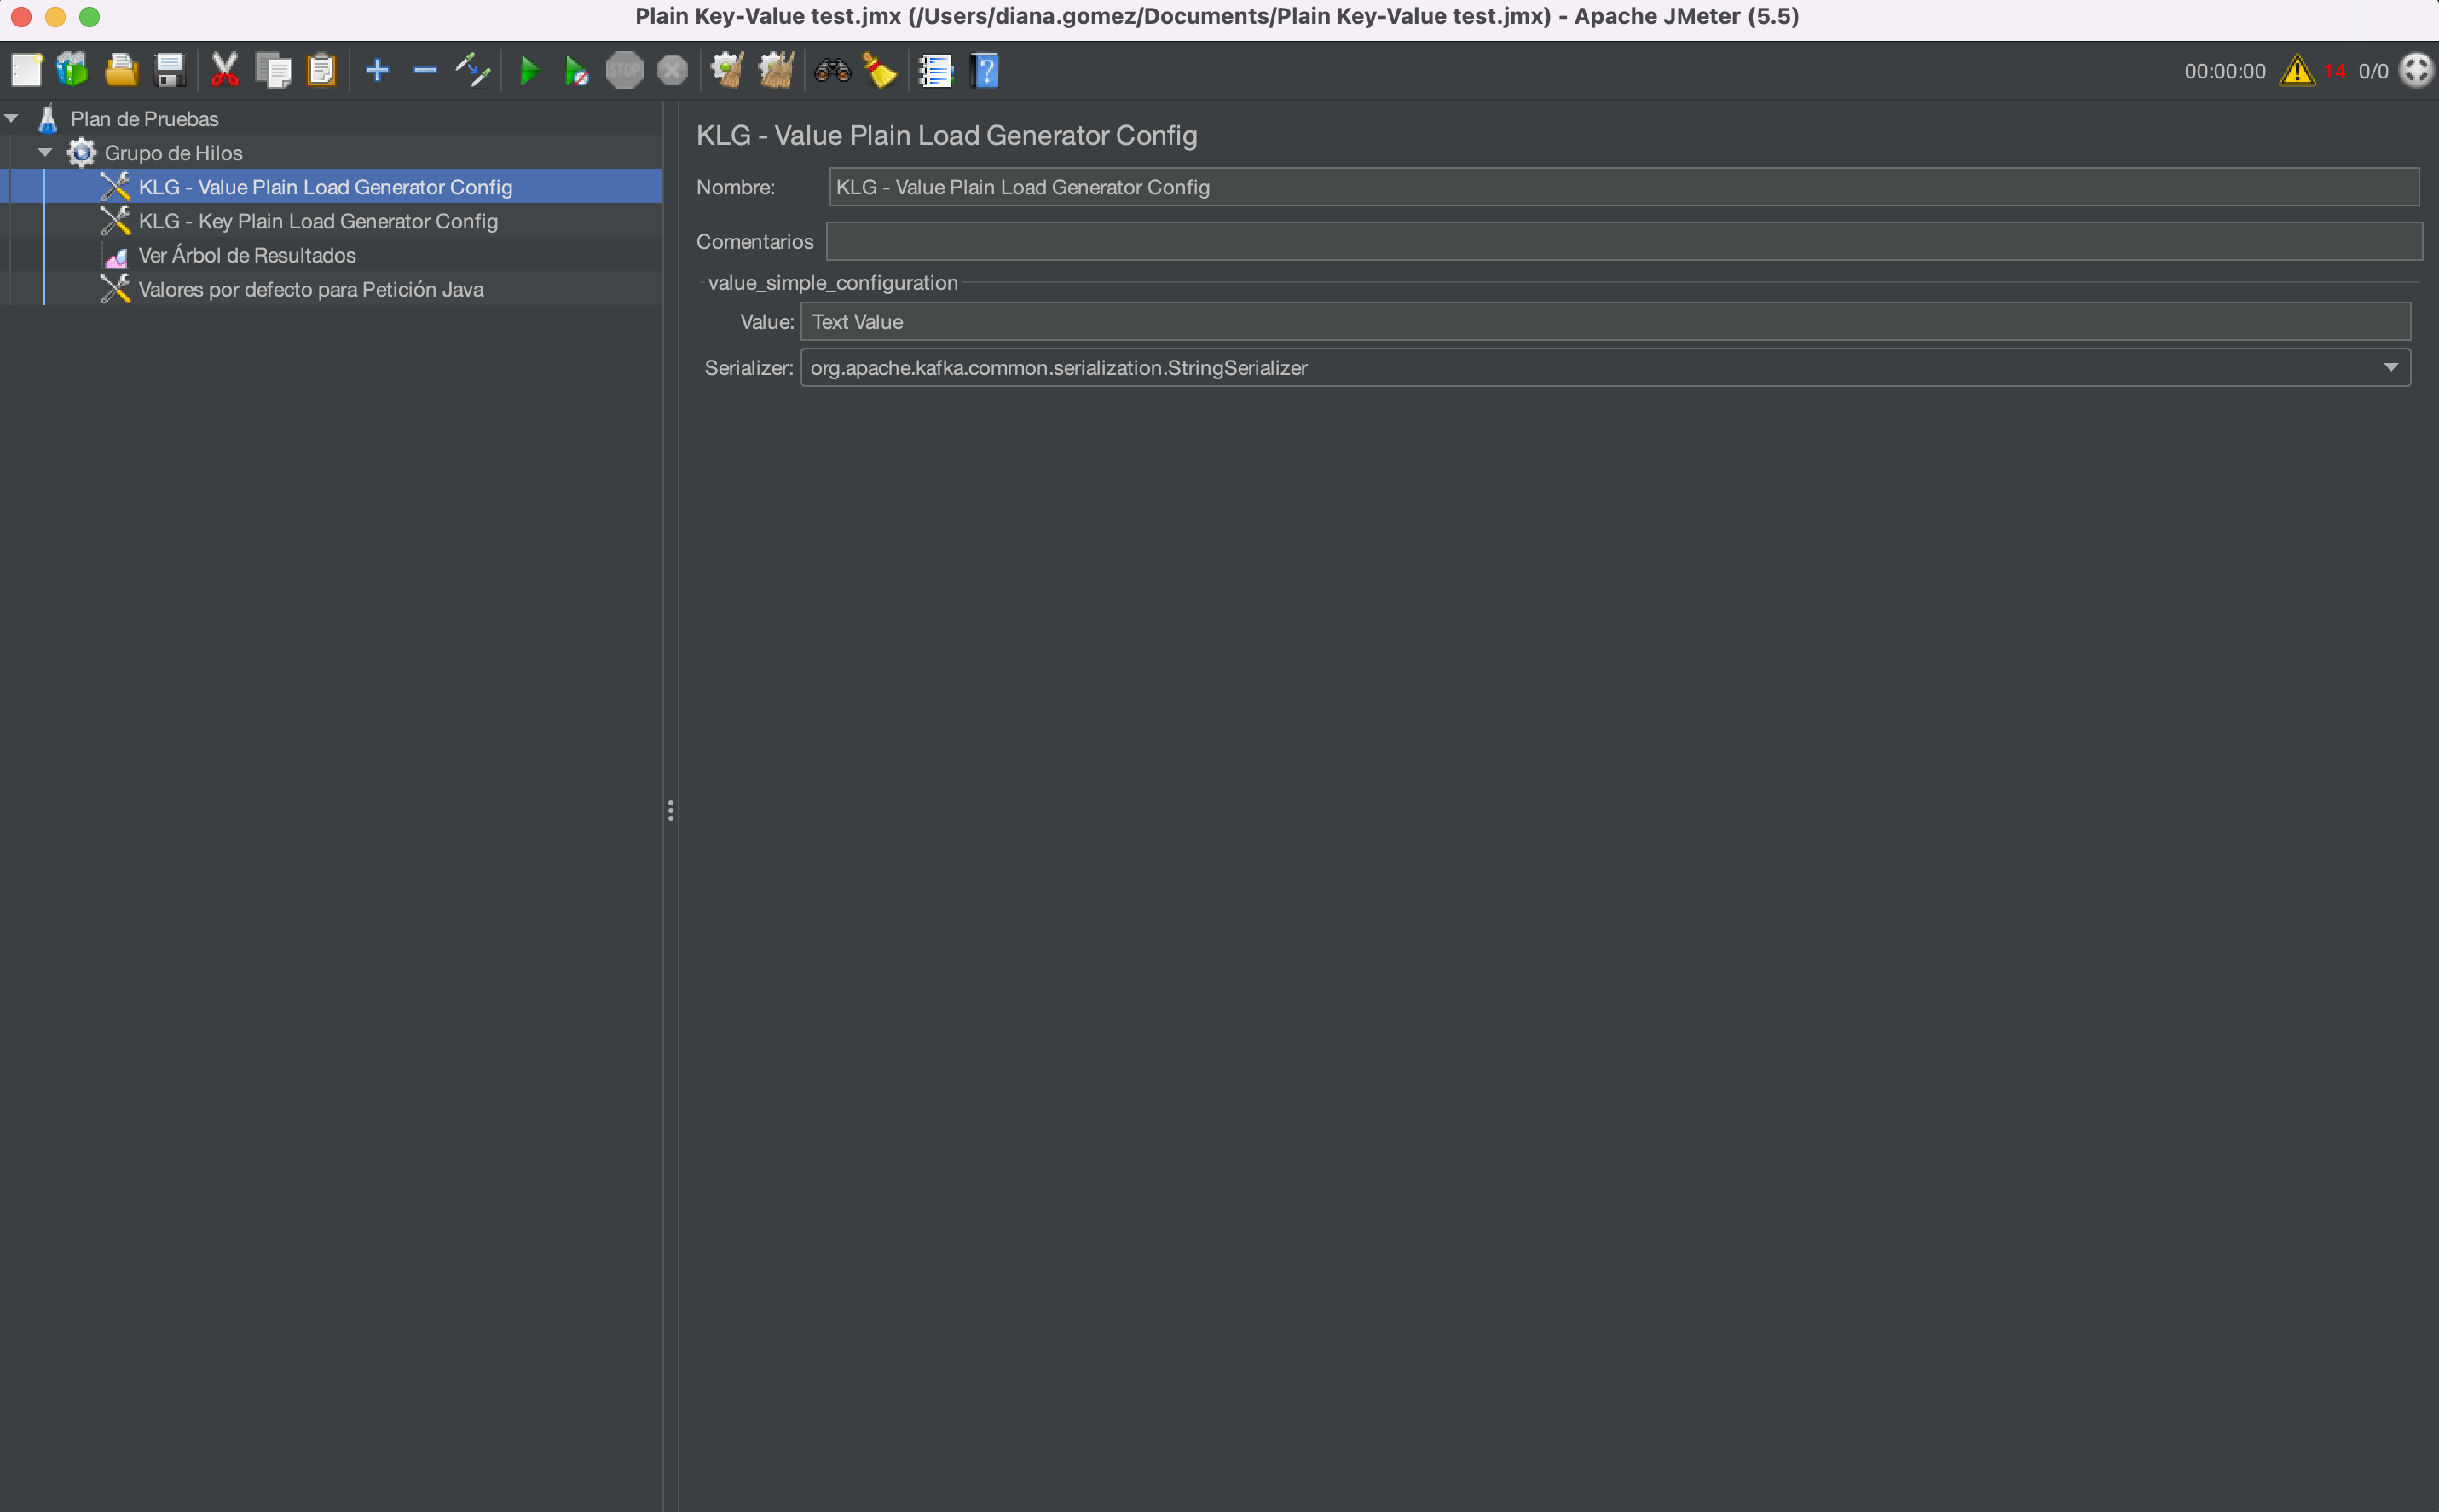 Plain Key-Value test.jmx (/Users/diana.gomez/Documents/Plain Key-Value test.jmx) - Apache JMeter (5.5)
STOP
00:00:00 14 0/0
Plan de Pruebas
Grupo de Hilos
KLG - Value Plain Load Generator Config
KLG - Key Plain Load Generator Config
Ver Árbol de Resultados
Valores por defecto para Petición Java
KLG - Value Plain Load Generator Config
Nombre: KLG - Value Plain Load Generator Config
Comentarios
value_simple_configuration
Value: Text Value
Serializer: org.apache.kafka.common.serialization.StringSerializer